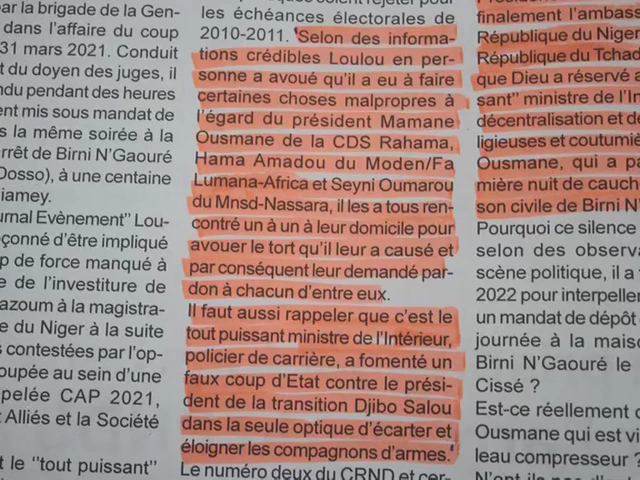 par la brigade de la Gen-
dans l'affaire du coup
31 mars 2021. Conduit
t du doyen des juges, il
ndu pendant des heures
ent mis sous mandat de
s la même soirée à la
arrêt de Birni N'Gaouré
Dosso), à une centaine
iamey.
urnal Evènement" Lou-
çonné d'être impliqué
p de force manqué à
e de l'investiture de
azoum à la magistra-
e du Niger à la suite
s contestées par l'op-
oupée au sein d'une
pelée CAP 2021,
t Alliés et la Société
t le "tout puissant"
les échéances électorales de
2010-2011. 'Selon des informa-
tions crédibles Loulou en per-
sonne a avoué qu'il a eu à faire
certaines choses malpropres à
l'égard du président Mamane
Ousmane de la CDS Rahama,
Hama Amadou du Moden/Fa
Lumana-Africa et Seyni Oumarou
du Mnsd-Nassara, il les a tous ren-
contré un à un à leur domicile pour
avouer le tort qu'il leur a causé et
par conséquent leur demandé par-
don à chacun d'entre eux.
Il faut aussi rappeler que c'est le
tout puissant ministre de l'Intérieur,
policier de carrière, a fomenté un
faux coup d'Etat contre le prési-
dent de la transition Djibo Salou
dans la seule optique d'écarter et
éloigner les compagnons d'armes.'
Le numéro deux du CRND et cer-
finalement l'ambass
République du Niger
République du Tchad
que Dieu a réservé a
sant" ministre de l'In
décentralisation et de
ligieuses et coutumiè
Ousmane, qui a pa
mière nuit de cauch
son civile de Birni N'
Pourquoi ce silence
selon des observa
scène politique, il a
2022 pour interpelle
un mandat de dépôt
journée à la maiso
Birni N'Gaouré le
Cissé ?
Est-ce réellement c
Ousmane qui est vi
leau compresseur ?